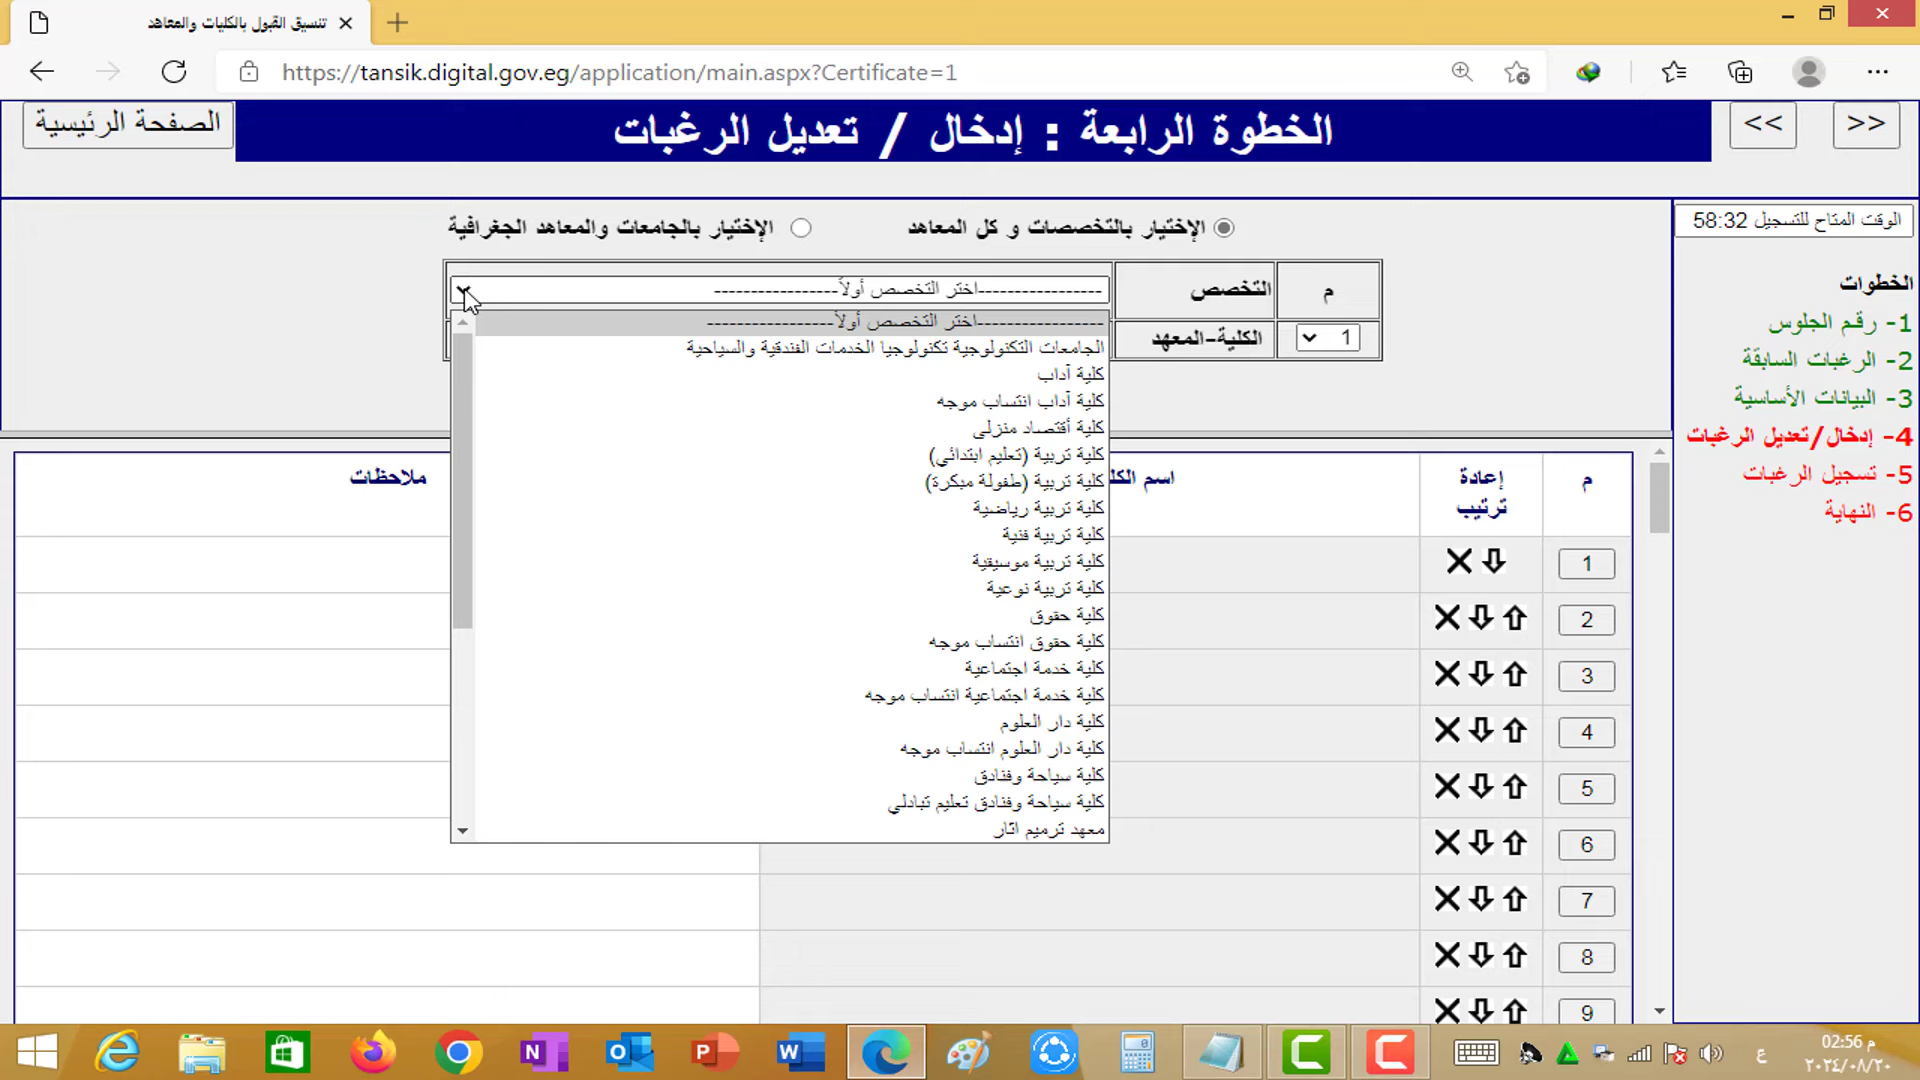 تنسيق القبول بالكليات والمعاهد
https://tansik.digital.gov.eg/application/main.aspx?Certificate=1
<< >> الخطوة الرابعة : إدخال / تعديل الرغبات الصفحة الرئيسية
الوقت المتاح للتسجيل 58:32
الإختيار بالتخصصات و كل المعاهد الإختيار بالجامعات والمعاهد الجغرافية
م التخصص -----------------اختر التخصص أولاً-----------------
1 الكلية-المعهد
-----------------اختر التخصص أولاً-----------------
الجامعات التكنولوجية تكنولوجيا الخدمات الفندقية والسياحية
كلية آداب
كلية آداب انتساب موجه
كلية أقتصاد منزلى
كلية تربية (تعليم ابتدائي)
كلية تربية (طفولة مبكرة)
كلية تربية رياضية
كلية تربية فنية
كلية تربية موسيقية
كلية تربية نوعية
كلية حقوق
كلية حقوق انتساب موجه
كلية خدمة اجتماعية
كلية خدمة اجتماعية انتساب موجه
كلية دار العلوم
كلية دار العلوم انتساب موجه
كلية سياحة وفنادق
كلية سياحة وفنادق تعليم تبادلي
معهد ترميم اثار
الخطوات
1- رقم الجلوس
2- الرغبات السابقة
3- البيانات الأساسية
4- إدخال/تعديل الرغبات
5- تسجيل الرغبات
6- النهاية
م إعادة ترتيب اسم ملاحظات
1
2
3
4
5
6
7
8
9
ع
02:56 م
٢٠٢٤/٠٨/٢٠